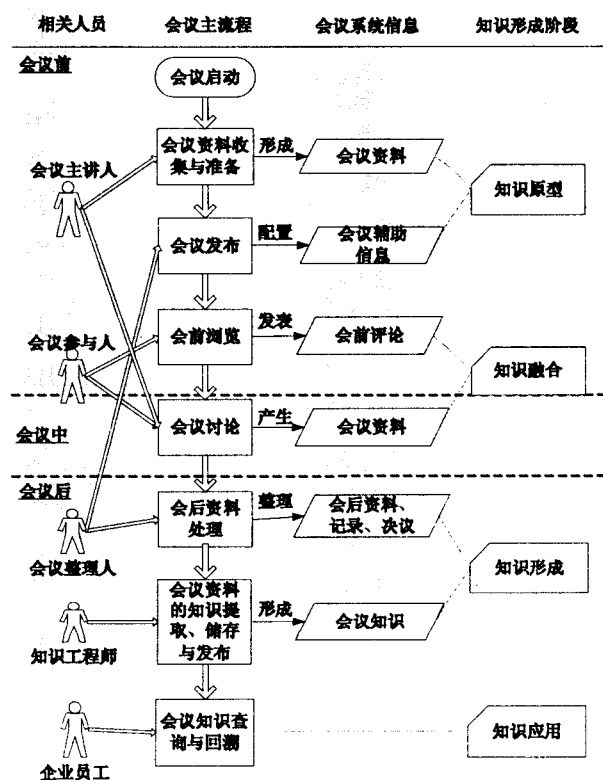 相关人员 会议主流程 会议系统信息 知识形成阶段
会议前
会议启动
会议资料收
集与准备
形成
会议资料
会议主讲人
知识原型
会议发布
配置
会议辅助
信息
会议参与人
会前浏览
发表
会前评论
知识融合
会议中
会议讨论
产生
会议资料
会议后
会后资料
处理
整理
会后资料、
记录、决议
会议整理人
知识形成
会议资料
的知识提
取、储存
与发布
形成
会议知识
知识工程师
会议知识查
询与回溯
知识应用
企业员工